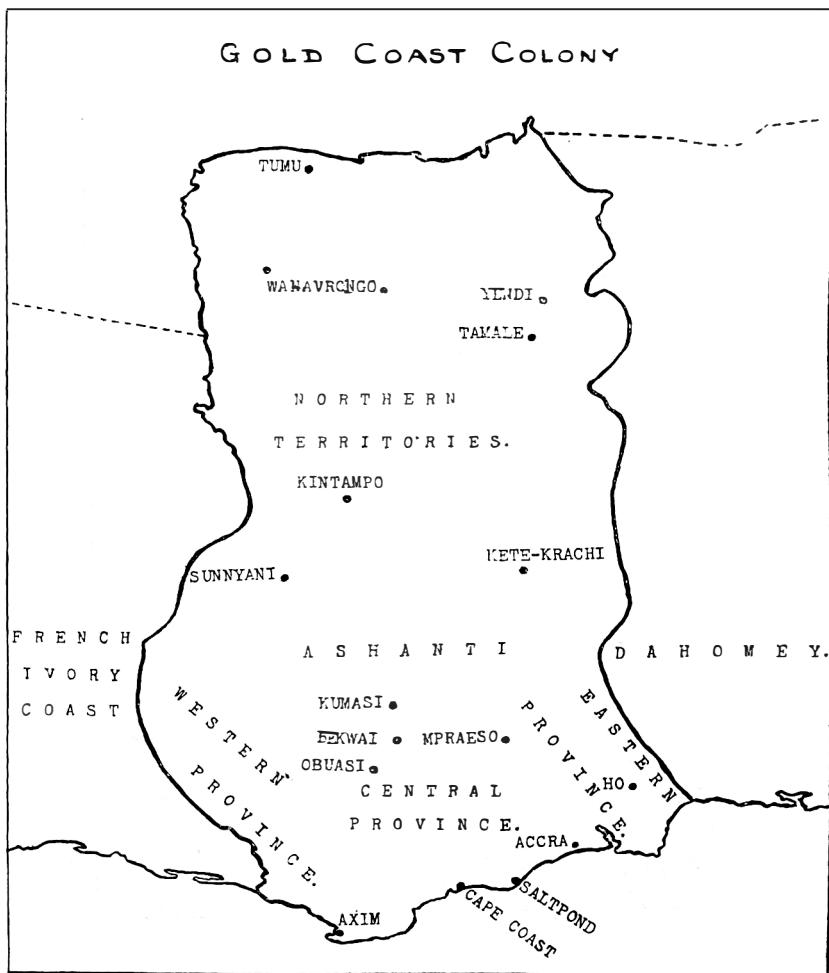 GOLD COAST COLONY
TUMU
WANAVRONGO
YENDI
TAMALE
NORTHERN
TERRITORIES.
KINTAMPO
SUNNYANI
KETE-KRACHI
FRENCH
IVORY
COAST
ASHANTI
DAHOMEY.
WESTERN
PROVINCE.
KUMASI
BEKWAI
MPRAESO
OBUASI
EASTERN
PROVINCE.
HO
CENTRAL
PROVINCE.
ACCRA
SALTPOND
CAPE COAST
AXIM